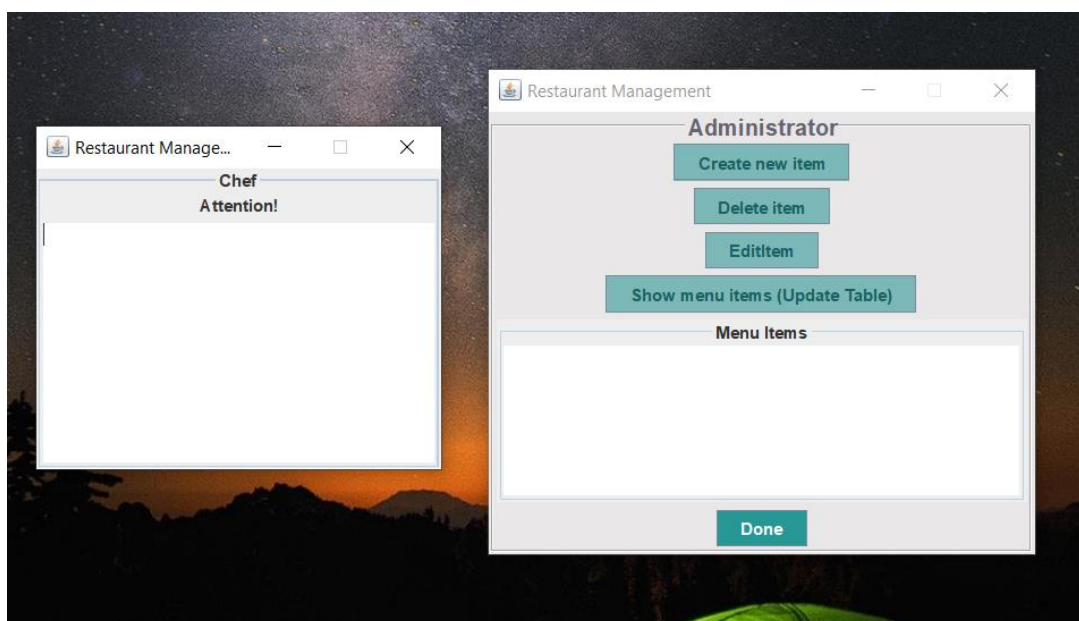 Restaurant Manage...
Chef
Attention!
Restaurant Management
Administrator
Create new item
Delete item
EditItem
Show menu items (Update Table)
Menu Items
Done